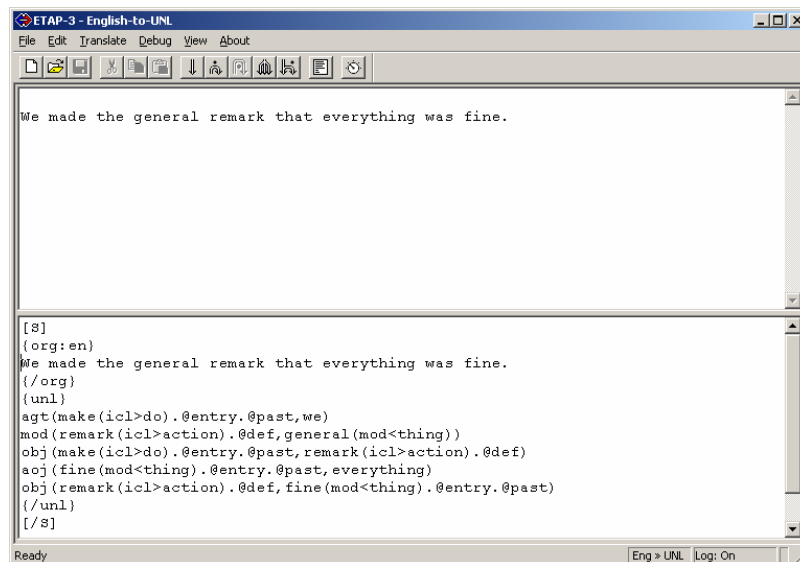 ETAP-3 - English-to-UNL
File Edit Translate Debug View About
We made the general remark that everything was fine.
[S]
{org:en}
We made the general remark that everything was fine.
{/org}
{unl}
agt(make(icl>do).@entry.@past,we)
mod(remark(icl>action).@def,general(mod<thing))
obj(make(icl>do).@entry.@past,remark(icl>action).@def)
aoj(fine(mod<thing).@entry.@past,everything)
obj(remark(icl>action).@def,fine(mod<thing).@entry.@past)
{/unl}
[/S]
Ready Eng » UNL Log: On